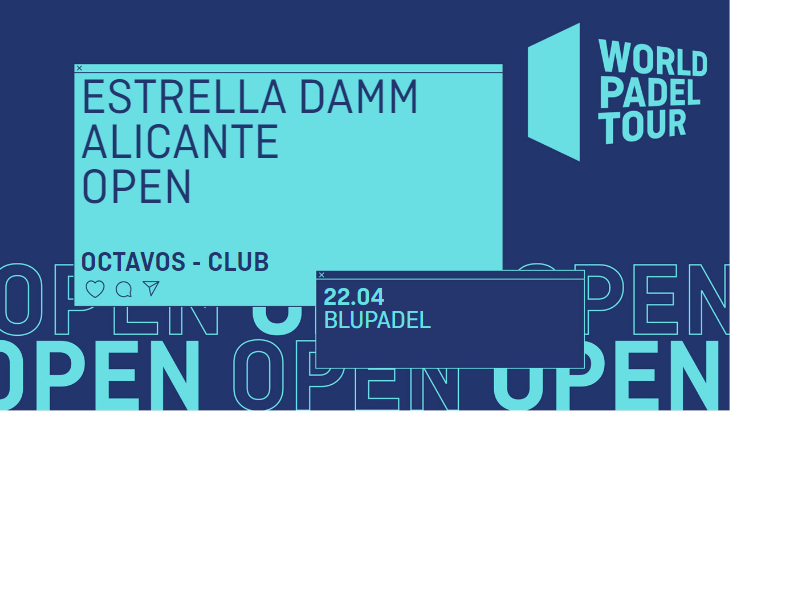 ESTRELLA DAMM
ALICANTE
OPEN
OCTAVOS - CLUB
WORLD
PADEL
TOUR
22.04
BLUPADEL
OPEN OPEN OPEN
OPEN OPEN OPEN